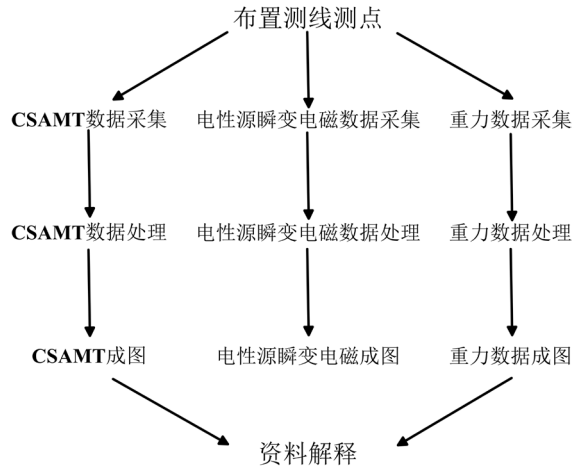 布置测线测点
CSAMT数据采集
电性源瞬变电磁数据采集
重力数据采集
CSAMT数据处理
电性源瞬变电磁数据处理
重力数据处理
CSAMT成图
电性源瞬变电磁成图
重力数据成图
资料解释